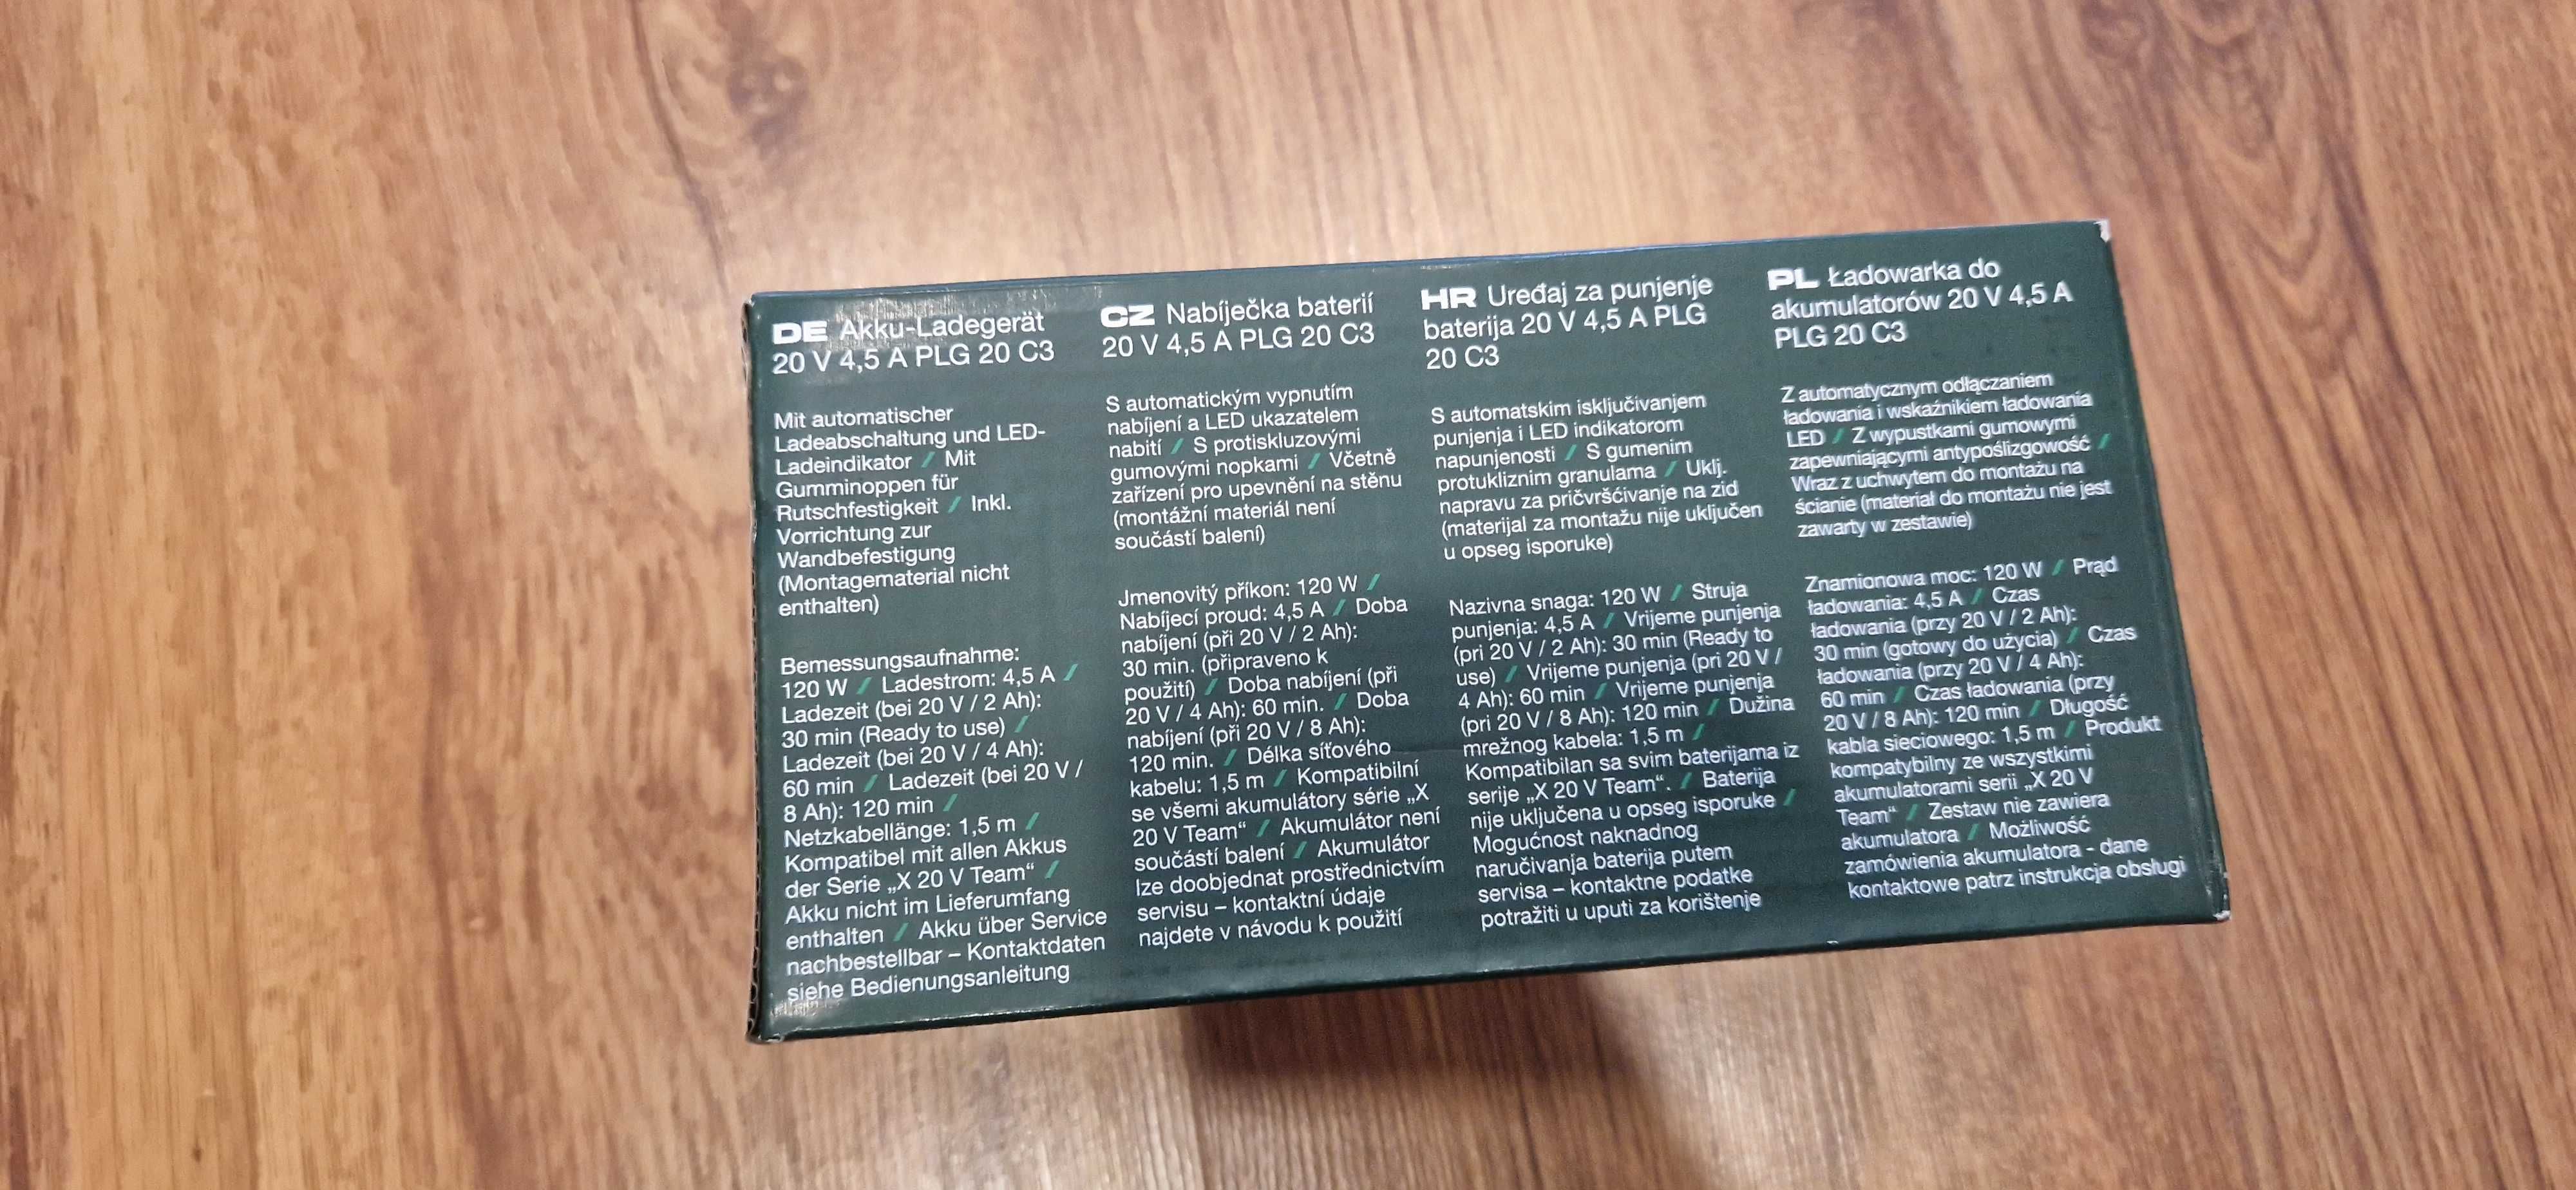 DE Akku-Ladegerät
20 V 4,5 A PLG 20 C3
Mit automatischer
Ladeabschaltung und LED-
Ladeindikator / Mit
Gumminoppen für
Rutschfestigkeit / Inkl.
Vorrichtung zur
Wandbefestigung
(Montagematerial nicht
enthalten)
Bemessungsaufnahme:
120 W / Ladestrom: 4,5 A /
Ladezeit (bei 20 V / 2 Ah):
30 min (Ready to use) /
Ladezeit (bei 20 V / 4 Ah):
60 min / Ladezeit (bei 20 V /
8 Ah): 120 min /
Netzkabellänge: 1,5 m /
Kompatibel mit allen Akkus
der Serie „X 20 V Team“ /
Akku nicht im Lieferumfang
enthalten / Akku über Service
nachbestellbar – Kontaktdaten
siehe Bedienungsanleitung
CZ Nabíječka baterií
20 V 4,5 A PLG 20 C3
S automatickým vypnutím
nabíjení a LED ukazatelem
nabití / S protiskluzovými
gumovými nopkami / Včetně
zařízení pro upevnění na stěnu
(montážní materiál není
součástí balení)
Jmenovitý příkon: 120 W /
Nabíjecí proud: 4,5 A / Doba
nabíjení (při 20 V / 2 Ah):
30 min. (připraveno k
použití) / Doba nabíjení (při
20 V / 4 Ah): 60 min. / Doba
nabíjení (při 20 V / 8 Ah):
120 min. / Délka síťového
kabelu: 1,5 m / Kompatibilní
se všemi akumulátory série „X
20 V Team“ / Akumulátor není
součástí balení / Akumulátor
lze doobjednat prostřednictvím
servisu – kontaktní údaje
najdete v návodu k použití
HR Uređaj za punjenje
baterija 20 V 4,5 A PLG
20 C3
S automatskim isključivanjem
punjenja i LED indikatorom
napunjenosti / S gumenim
protukliznim granulama / Uklj.
napravu za pričvršćivanje na zid
(materijal za montažu nije uključen
u opseg isporuke)
Nazivna snaga: 120 W / Struja
punjenja: 4,5 A / Vrijeme punjenja
(pri 20 V / 2 Ah): 30 min (Ready to
use) / Vrijeme punjenja (pri 20 V /
4 Ah): 60 min / Vrijeme punjenja
(pri 20 V / 8 Ah): 120 min / Dužina
mrežnog kabela: 1,5 m /
Kompatibilan sa svim baterijama iz
serije „X 20 V Team“. / Baterija
nije uključena u opseg isporuke /
Mogućnost naknadnog
naručivanja baterija putem
servisa – kontaktne podatke
potražiti u uputi za korištenje
PL Ładowarka do
akumulatorów 20 V 4,5 A
PLG 20 C3
Z automatycznym odłączaniem
ładowania i wskaźnikiem ładowania
LED / Z wypustkami gumowymi
zapewniającymi antypoślizgowość /
Wraz z uchwytem do montażu na
ścianie (materiał do montażu nie jest
zawarty w zestawie)
Znamionowa moc: 120 W / Prąd
ładowania: 4,5 A / Czas
ładowania (przy 20 V / 2 Ah):
30 min (gotowy do użycia) / Czas
ładowania (przy 20 V / 4 Ah):
60 min / Czas ładowania (przy
20 V / 8 Ah): 120 min / Długość
kabla sieciowego: 1,5 m / Produkt
kompatybilny ze wszystkimi
akumulatorami serii „X 20 V
Team“ / Zestaw nie zawiera
akumulatora / Możliwość
zamówienia akumulatora - dane
kontaktowe patrz instrukcja obsługi